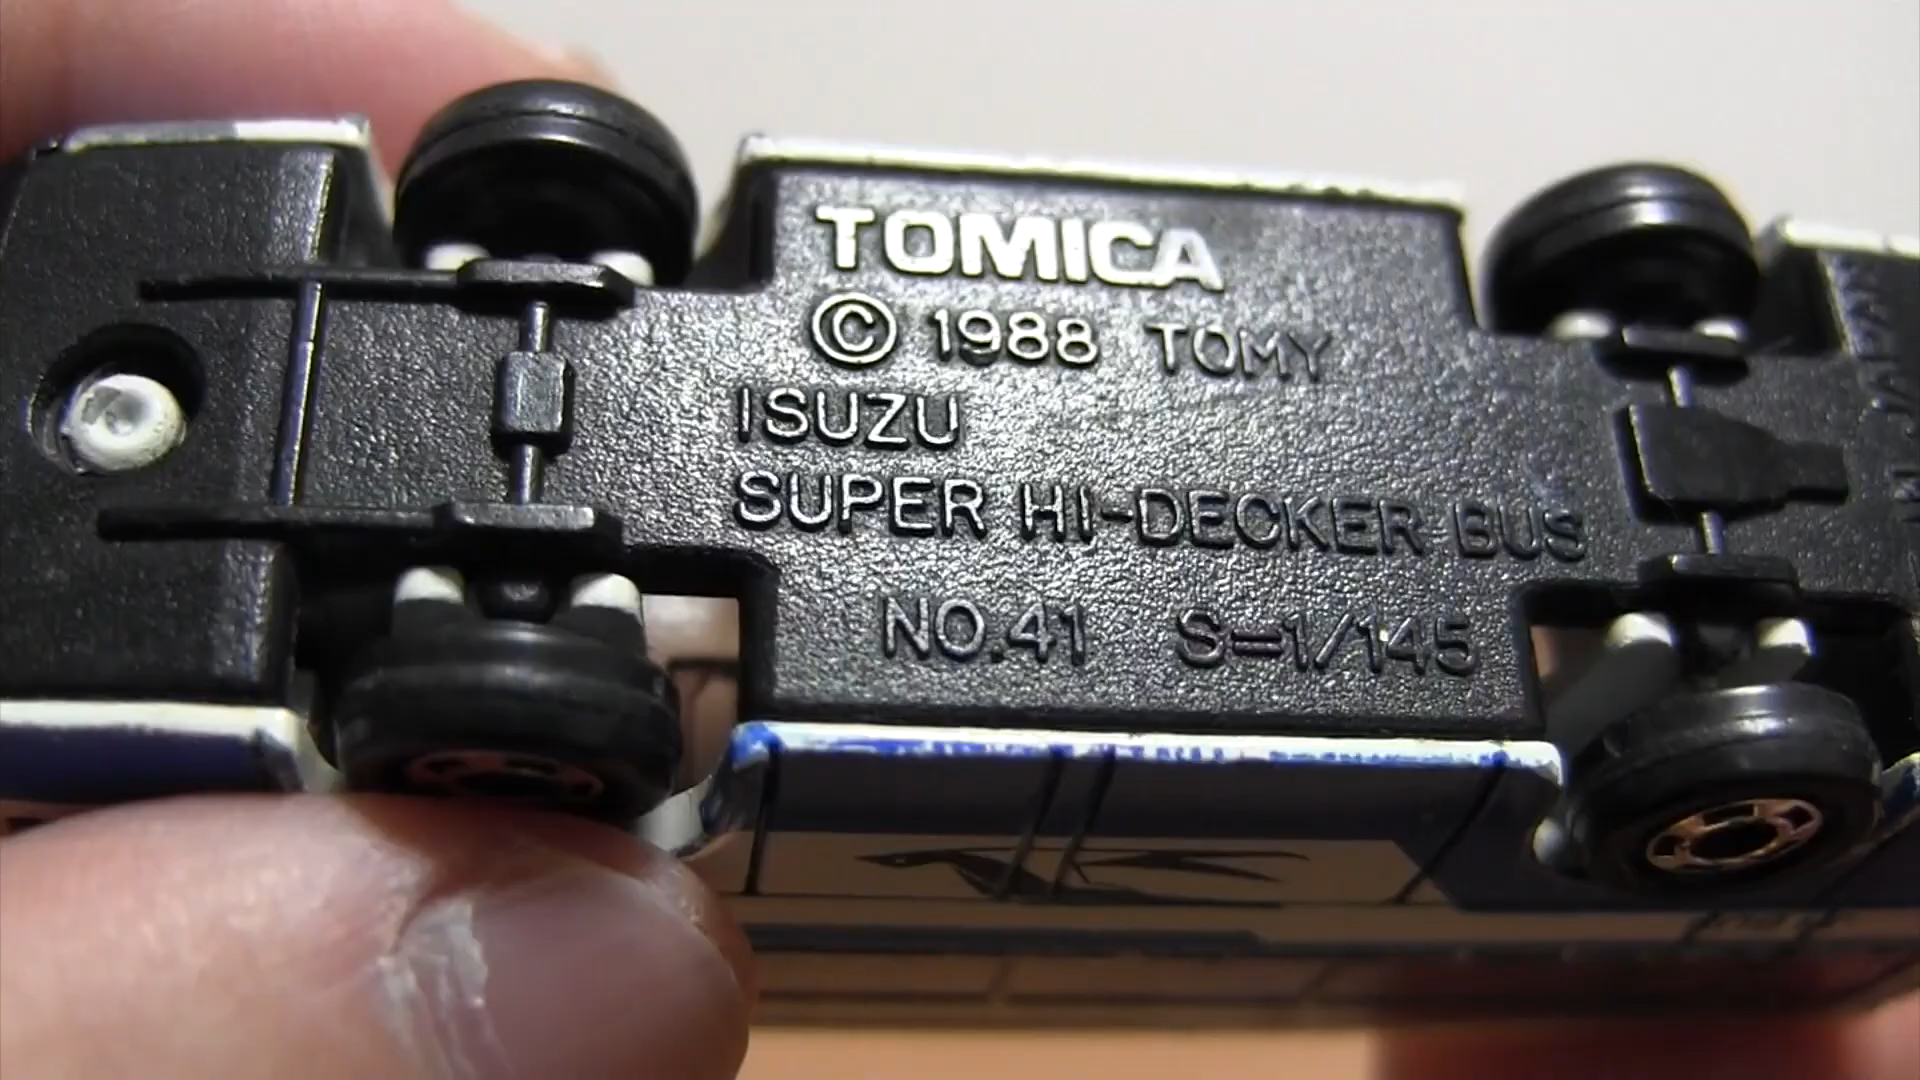 TOMICA
© 1988 TOMY
ISUZU
SUPER HI-DECKER BUS
NO.41 S=1/145